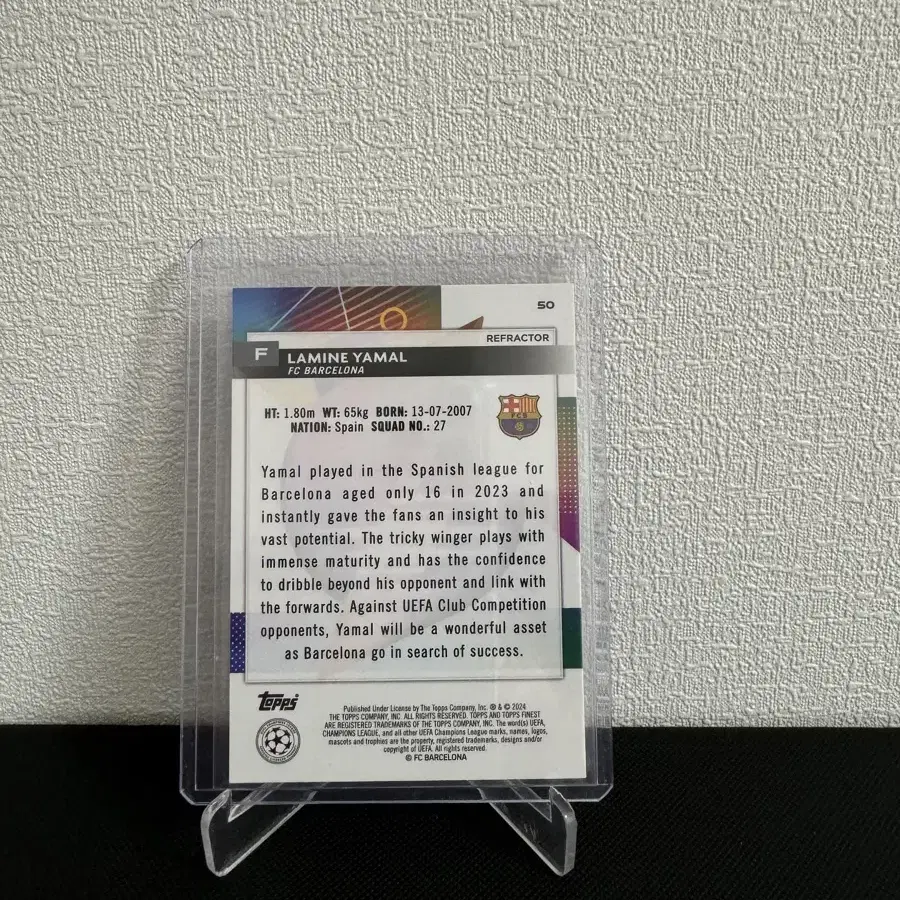 50
REFRACTOR
F LAMINE YAMAL
FC BARCELONA
HT: 1.80m WT: 65kg BORN: 13-07-2007
NATION: Spain SQUAD NO.: 27
FCB
Yamal played in the Spanish league for
Barcelona aged only 16 in 2023 and
instantly gave the fans an insight to his
vast potential. The tricky winger plays with
immense maturity and has the confidence
to dribble beyond his opponent and link with
the forwards. Against UEFA Club Competition
opponents, Yamal will be a wonderful asset
as Barcelona go in search of success.
Topps
Published Under License by The Topps Company, Inc. ® & © 2024
THE TOPPS COMPANY, INC. ALL RIGHTS RESERVED. TOPPS AND TOPPS FINEST
ARE REGISTERED TRADEMARKS OF THE TOPPS COMPANY, INC. The word(s) UEFA,
CHAMPIONS LEAGUE, and all other UEFA Champions League marks, names, logos,
mascots and trophies are the property, registered trademarks, designs and/or
copyright of UEFA. All rights reserved.
© FC BARCELONA